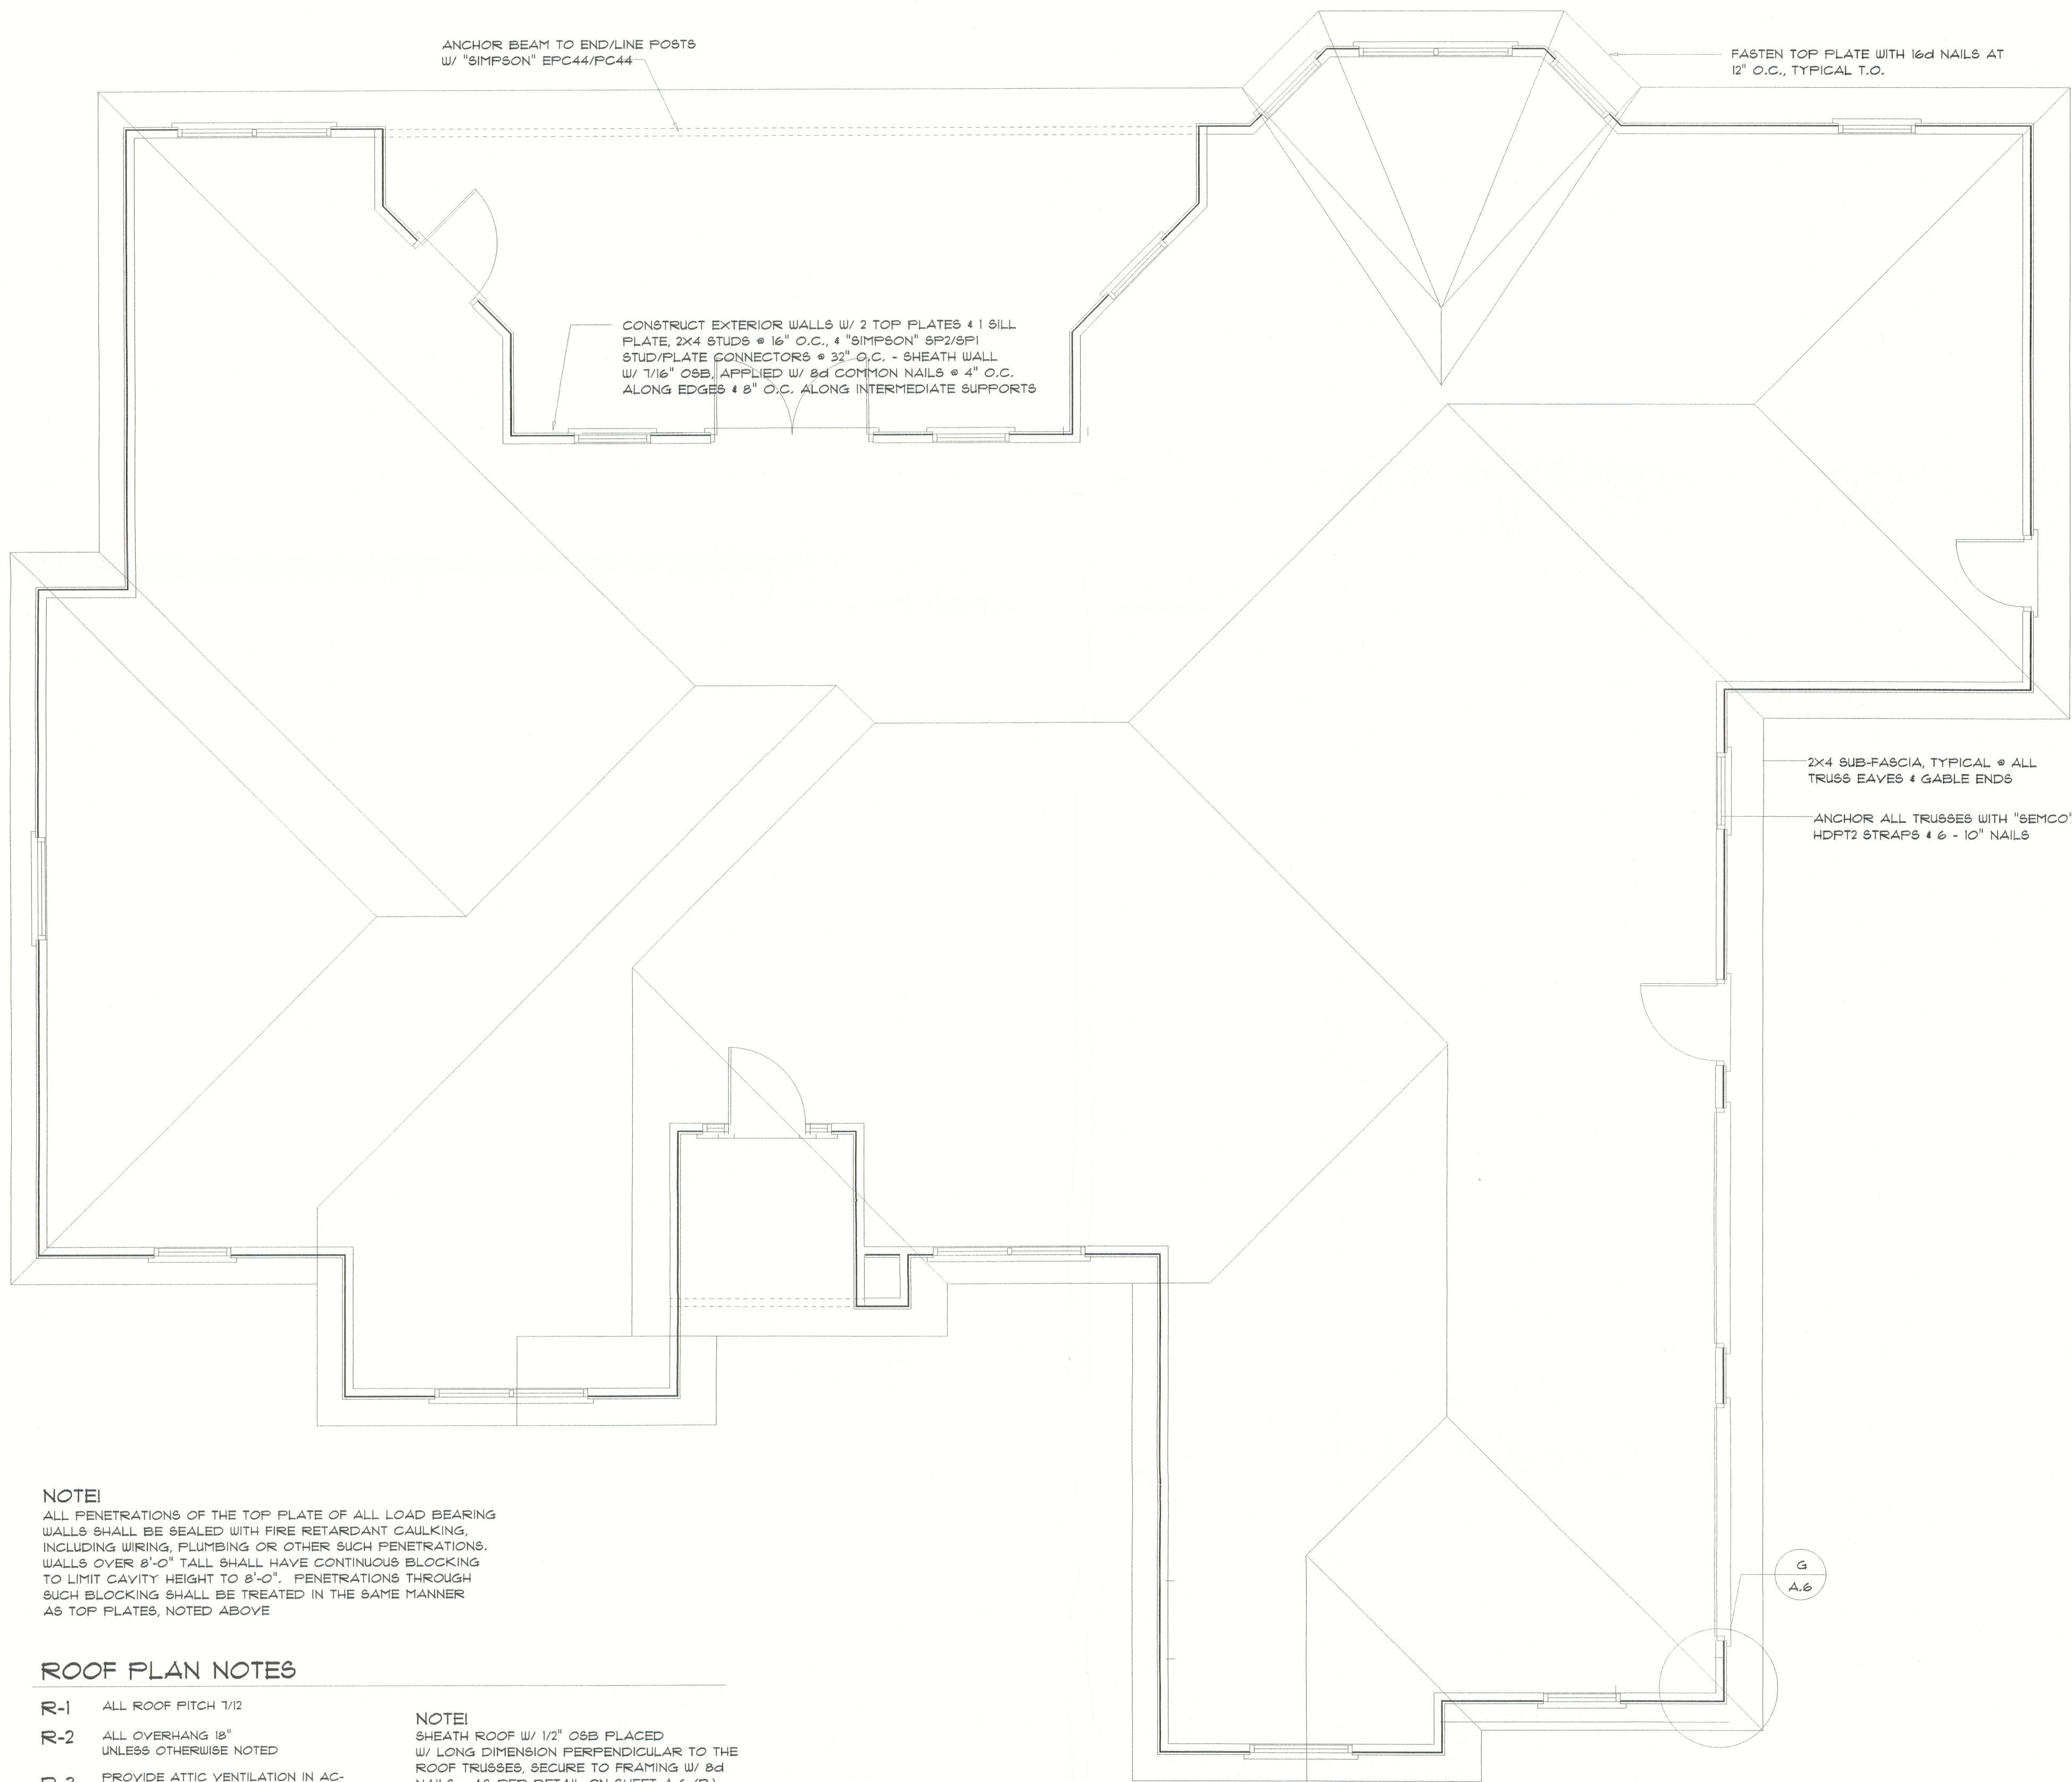 ANCHOR BEAM TO END/LINE POSTS
W/ "SIMPSON" EPC44/PC44
FASTEN TOP PLATE WITH 16d NAILS AT
12" O.C., TYPICAL T.O.
CONSTRUCT EXTERIOR WALLS W/ 2 TOP PLATES & 1 SILL
PLATE, 2X4 STUDS @ 16" O.C., & "SIMPSON" SP2/SP1
STUD/PLATE CONNECTORS @ 32" O.C. - SHEATH WALL
W/ 7/16" OSB, APPLIED W/ 8d COMMON NAILS @ 4" O.C.
ALONG EDGES & 8" O.C. ALONG INTERMEDIATE SUPPORTS
2X4 SUB-FASCIA, TYPICAL @ ALL
TRUSS EAVES & GABLE ENDS
ANCHOR ALL TRUSSES WITH "SEMCO"
HDPT2 STRAPS & 6 - 10" NAILS
G
A.6
NOTE!
ALL PENETRATIONS OF THE TOP PLATE OF ALL LOAD BEARING
WALLS SHALL BE SEALED WITH FIRE RETARDANT CAULKING,
INCLUDING WIRING, PLUMBING OR OTHER SUCH PENETRATIONS.
WALLS OVER 8'-0" TALL SHALL HAVE CONTINUOUS BLOCKING
TO LIMIT CAVITY HEIGHT TO 8'-0". PENETRATIONS THROUGH
SUCH BLOCKING SHALL BE TREATED IN THE SAME MANNER
AS TOP PLATES, NOTED ABOVE
ROOF PLAN NOTES
R-1 ALL ROOF PITCH 7/12
R-2 ALL OVERHANG 18"
UNLESS OTHERWISE NOTED
PROVIDE ATTIC VENTILATION IN AC-
NOTE!
SHEATH ROOF W/ 1/2" OSB PLACED
W/ LONG DIMENSION PERPENDICULAR TO THE
ROOF TRUSSES, SECURE TO FRAMING W/ 8d